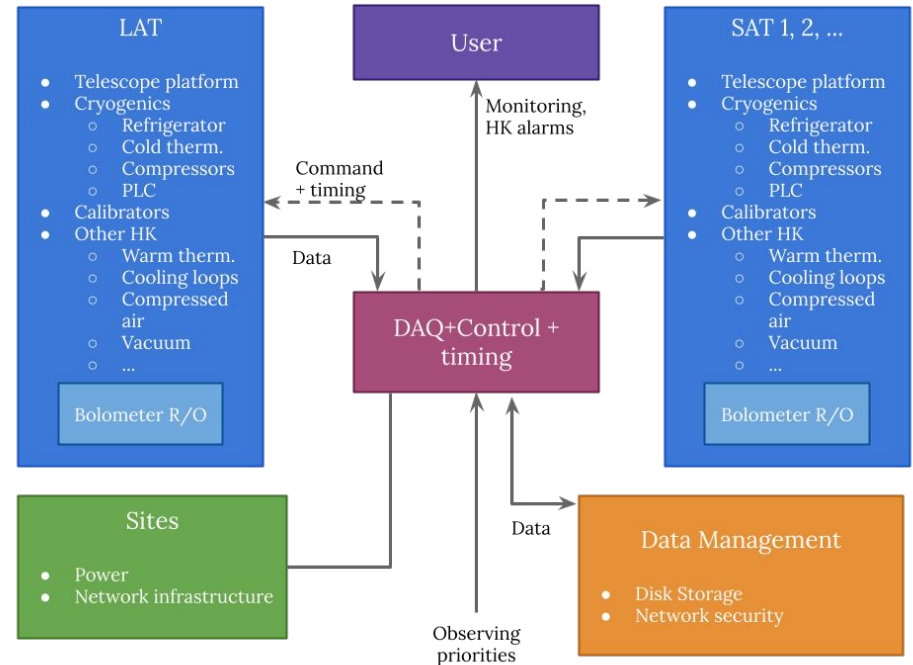 LAT
● Telescope platform
● Cryogenics
○ Refrigerator
○ Cold therm.
○ Compressors
○ PLC
● Calibrators
● Other HK
○ Warm therm.
○ Cooling loops
○ Compressed
air
○ Vacuum
○ ...
Bolometer R/O
User
Monitoring,
HK alarms
Command
+ timing
Data
DAQ+Control +
timing
SAT 1, 2, ...
● Telescope platform
● Cryogenics
○ Refrigerator
○ Cold therm.
○ Compressors
○ PLC
● Calibrators
● Other HK
○ Warm therm.
○ Cooling loops
○ Compressed
air
○ Vacuum
○ ...
Bolometer R/O
Sites
● Power
● Network infrastructure
Observing
priorities
Data
Data Management
● Disk Storage
● Network security